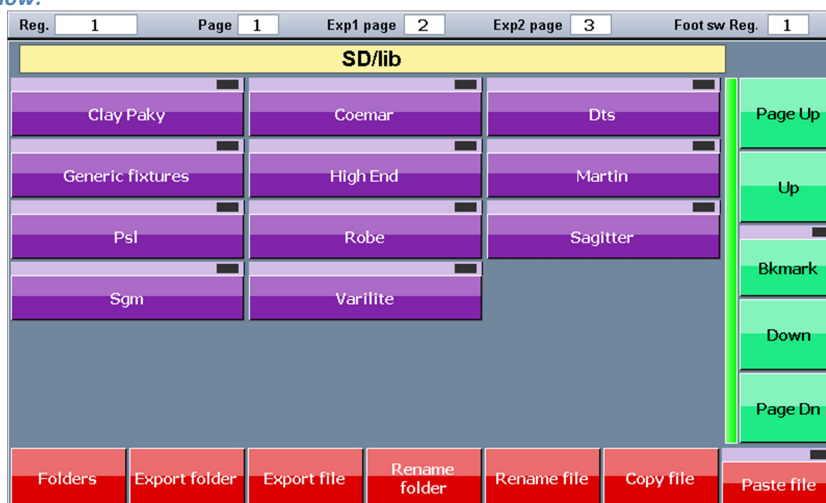 now:
Reg. 1 Page 1 Exp1 page 2 Exp2 page 3 Foot sw Reg. 1
SD/lib
Clay Paky Coemar Dts Page Up
Generic fixtures High End Martin Up
Psl Robe Sagitter
Bkmark
Sgm Varilite
Down
Page Dn
Folders Export folder Export file Rename folder Rename file Copy file Paste file